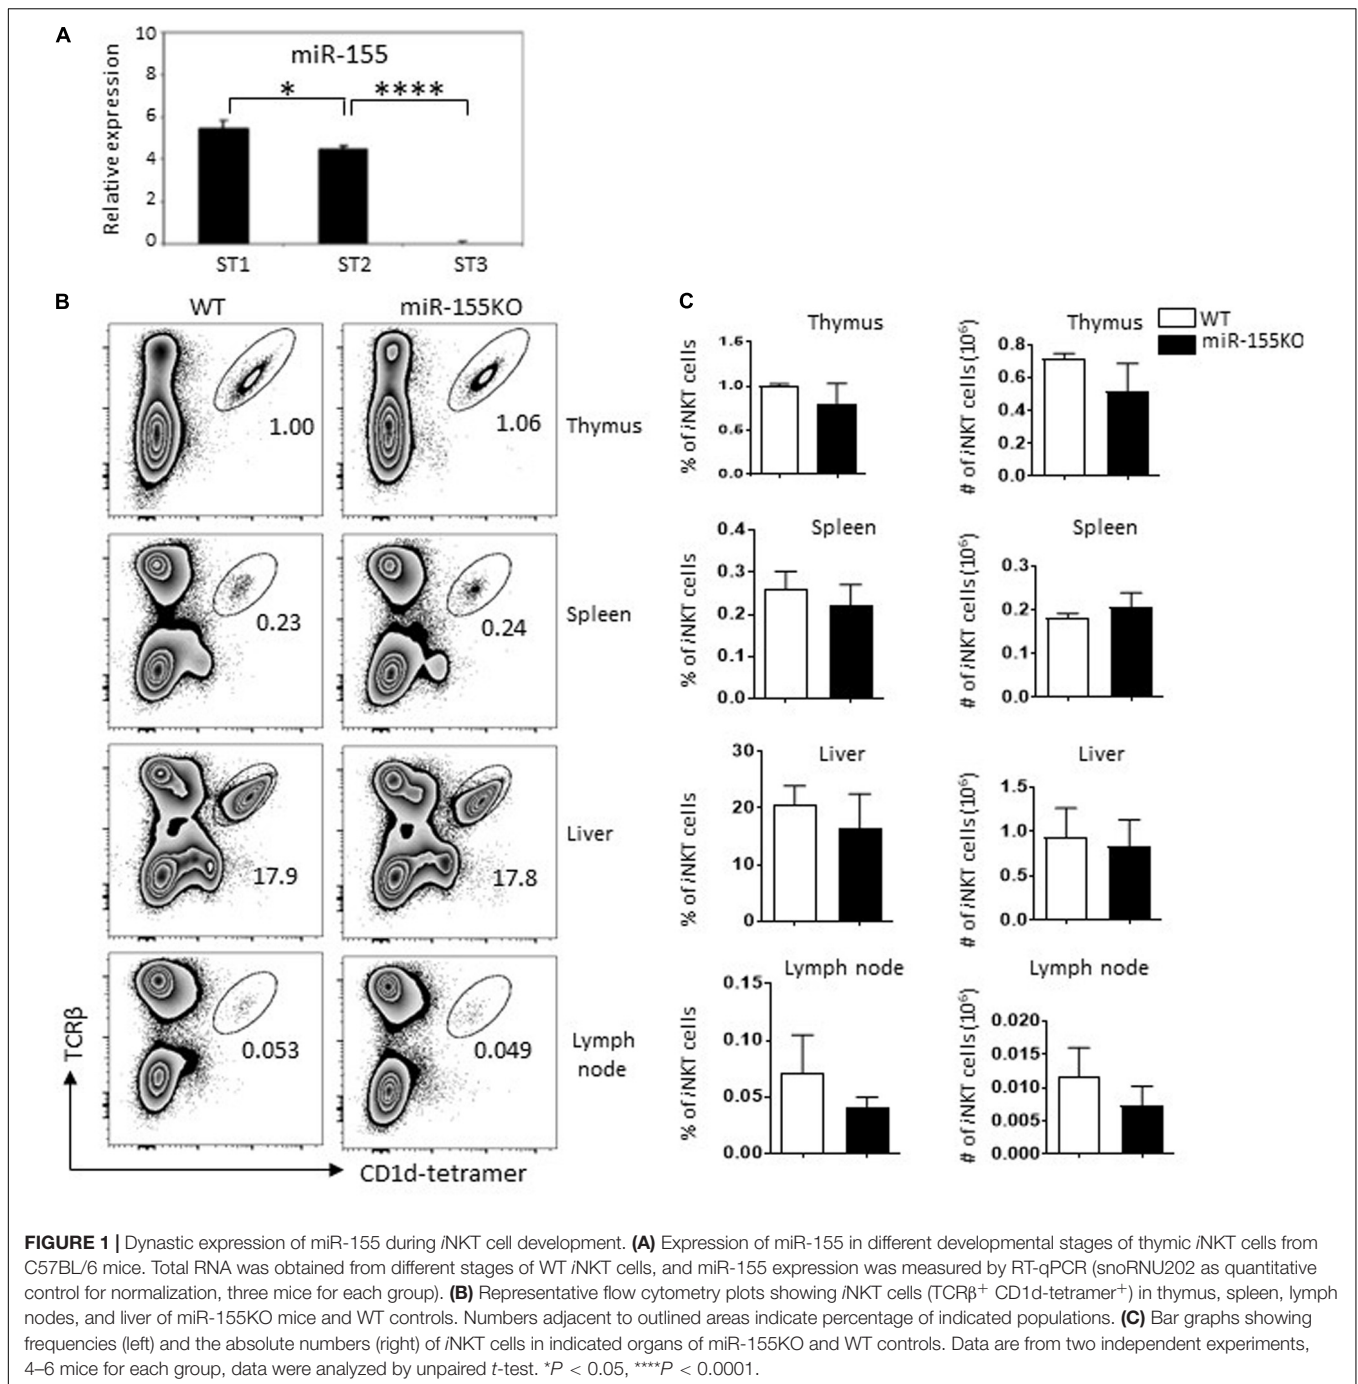 A
miR-155
Relative expression
10
8
6
4
2
0
*
****
ST1
ST2
ST3
B
WT
miR-155KO
1.00
1.06
Thymus
0.23
0.24
Spleen
17.9
17.8
Liver
0.053
0.049
Lymph
node
TCRβ
CD1d-tetramer
C
WT
miR-155KO
Thymus
% of iNKT cells
1.5
1.0
0.5
0.0
Thymus
# of iNKT cells (10⁶)
0.8
0.6
0.4
0.2
0.0
Spleen
% of iNKT cells
0.4
0.3
0.2
0.1
0.0
Spleen
# of iNKT cells (10⁶)
0.3
0.2
0.1
0.0
Liver
% of iNKT cells
30
20
10
0
Liver
# of iNKT cells (10⁶)
1.5
1.0
0.5
0.0
Lymph node
% of iNKT cells
0.15
0.10
0.05
0.00
Lymph node
# of iNKT cells (10⁶)
0.020
0.015
0.010
0.005
0.000
FIGURE 1 | Dynastic expression of miR-155 during iNKT cell development. (A) Expression of miR-155 in different developmental stages of thymic iNKT cells from
C57BL/6 mice. Total RNA was obtained from different stages of WT iNKT cells, and miR-155 expression was measured by RT-qPCR (snoRNU202 as quantitative
control for normalization, three mice for each group). (B) Representative flow cytometry plots showing iNKT cells (TCRβ⁺ CD1d-tetramer⁺) in thymus, spleen, lymph
nodes, and liver of miR-155KO mice and WT controls. Numbers adjacent to outlined areas indicate percentage of indicated populations. (C) Bar graphs showing
frequencies (left) and the absolute numbers (right) of iNKT cells in indicated organs of miR-155KO and WT controls. Data are from two independent experiments,
4–6 mice for each group, data were analyzed by unpaired t-test. *P < 0.05, ****P < 0.0001.